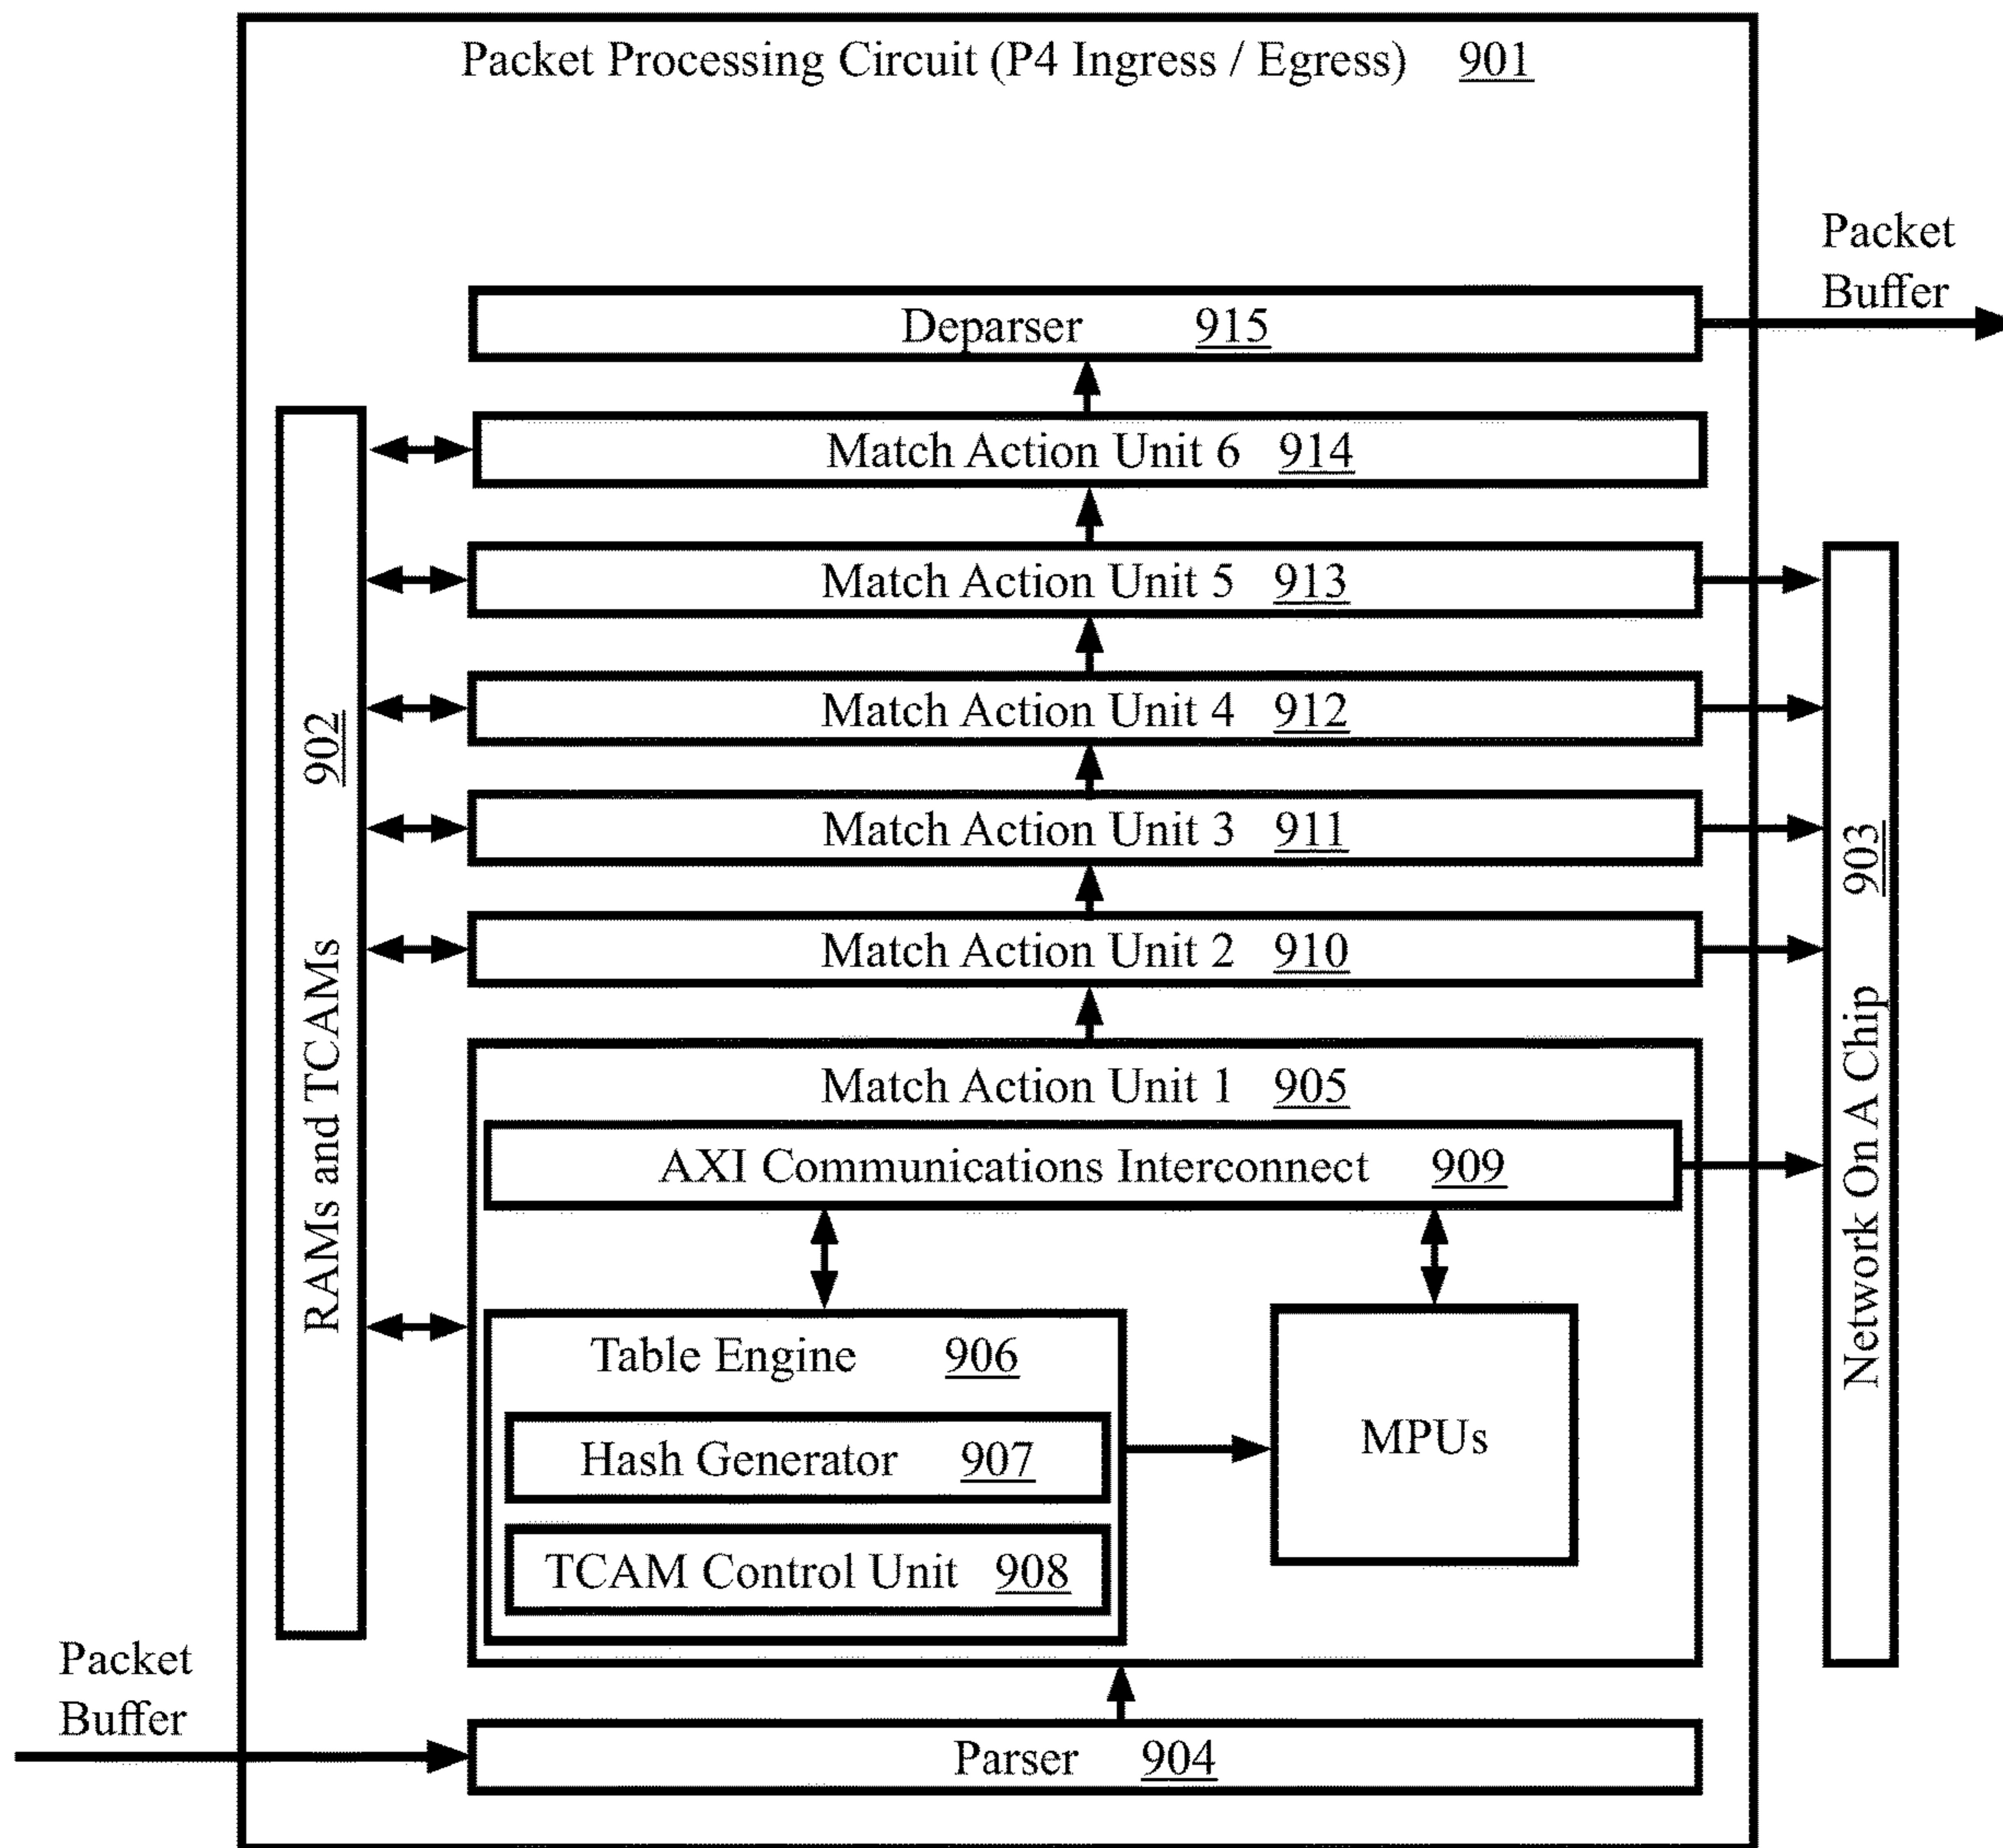 Packet Processing Circuit (P4 Ingress / Egress) 901
Packet
Buffer
Deparser 915
Match Action Unit 6 914
Match Action Unit 5 913
Match Action Unit 4 912
Match Action Unit 3 911
Match Action Unit 2 910
Match Action Unit 1 905
AXI Communications Interconnect 909
Table Engine 906
Hash Generator 907
TCAM Control Unit 908
MPUs
RAMs and TCAMs 902
Network On A Chip 903
Packet
Buffer
Parser 904